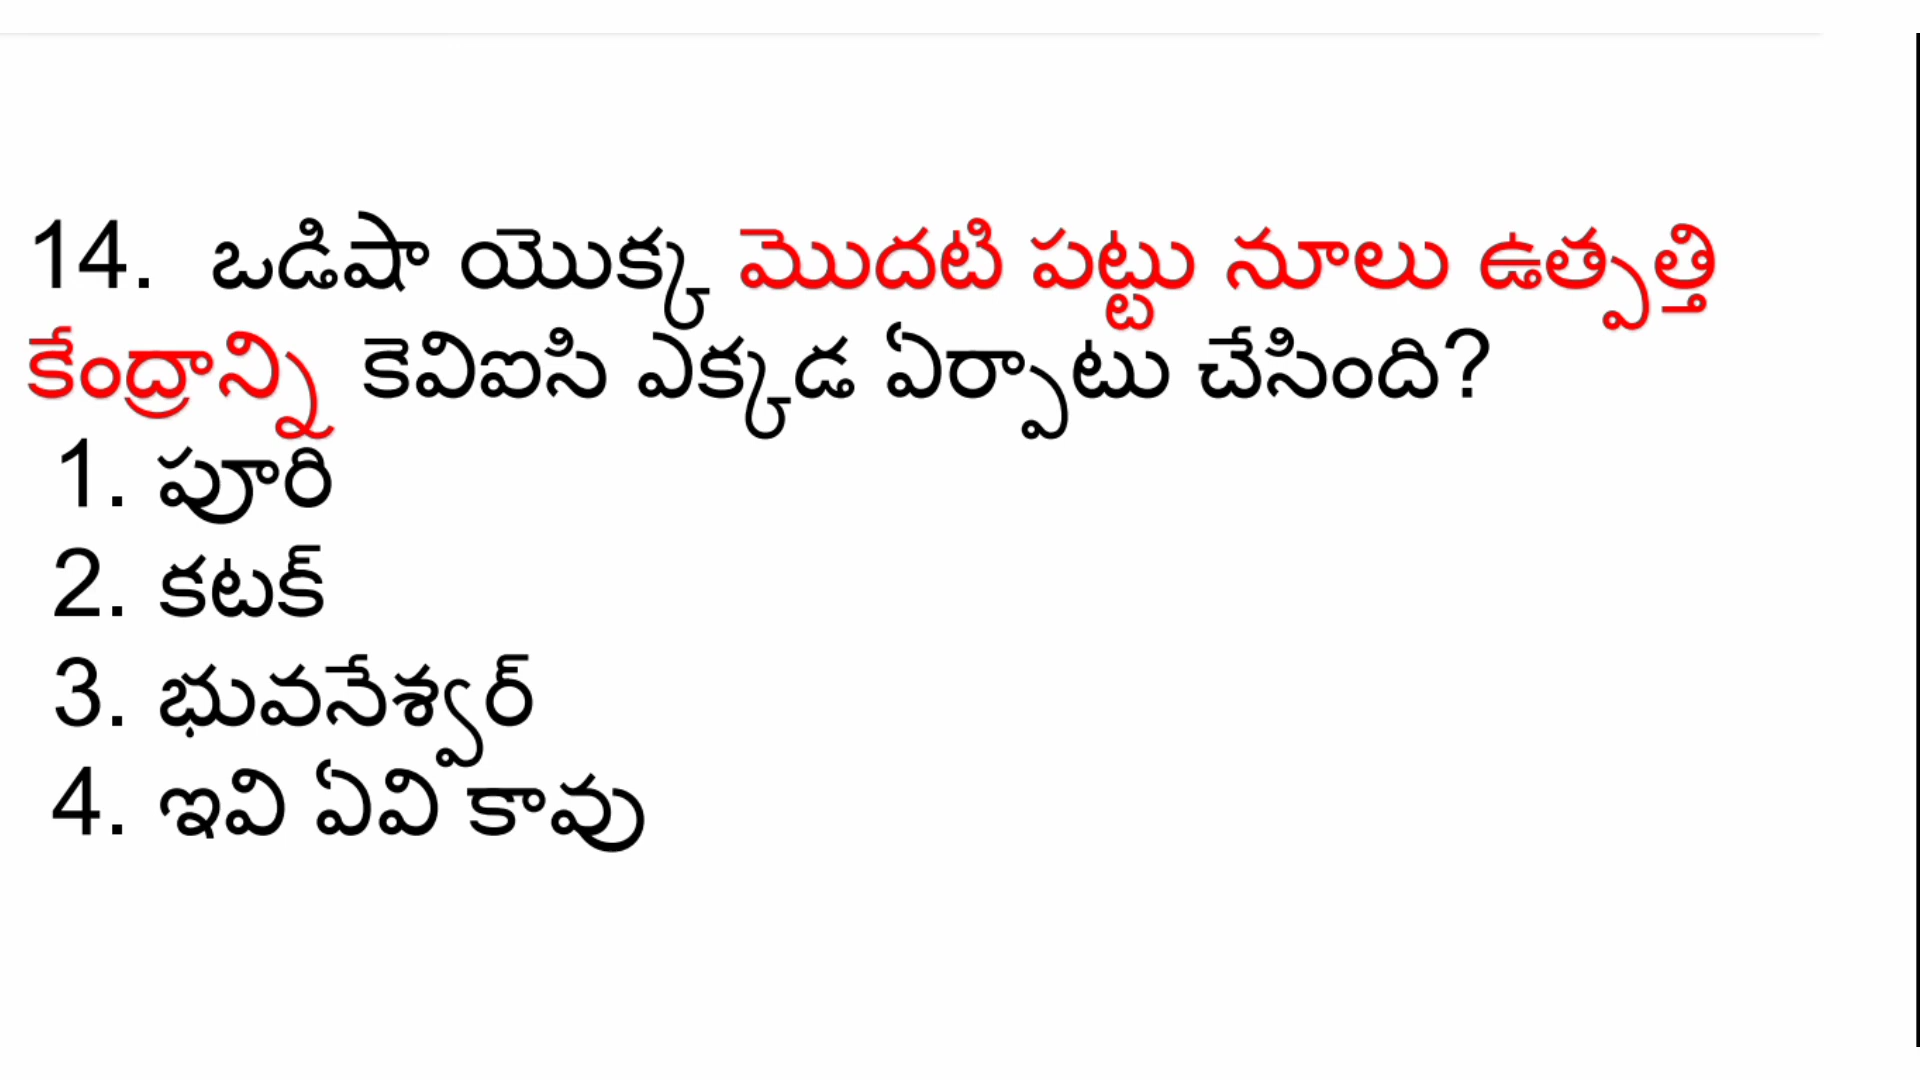 14. ఒడిషా యొక్క మొదటి పట్టు నూలు ఉత్పత్తి
కేంద్రాన్ని కెవిఐసి ఎక్కడ ఏర్పాటు చేసింది?
1. పూరి
2. కటక్
3. భువనేశ్వర్
4. ఇవి ఏవి కావు